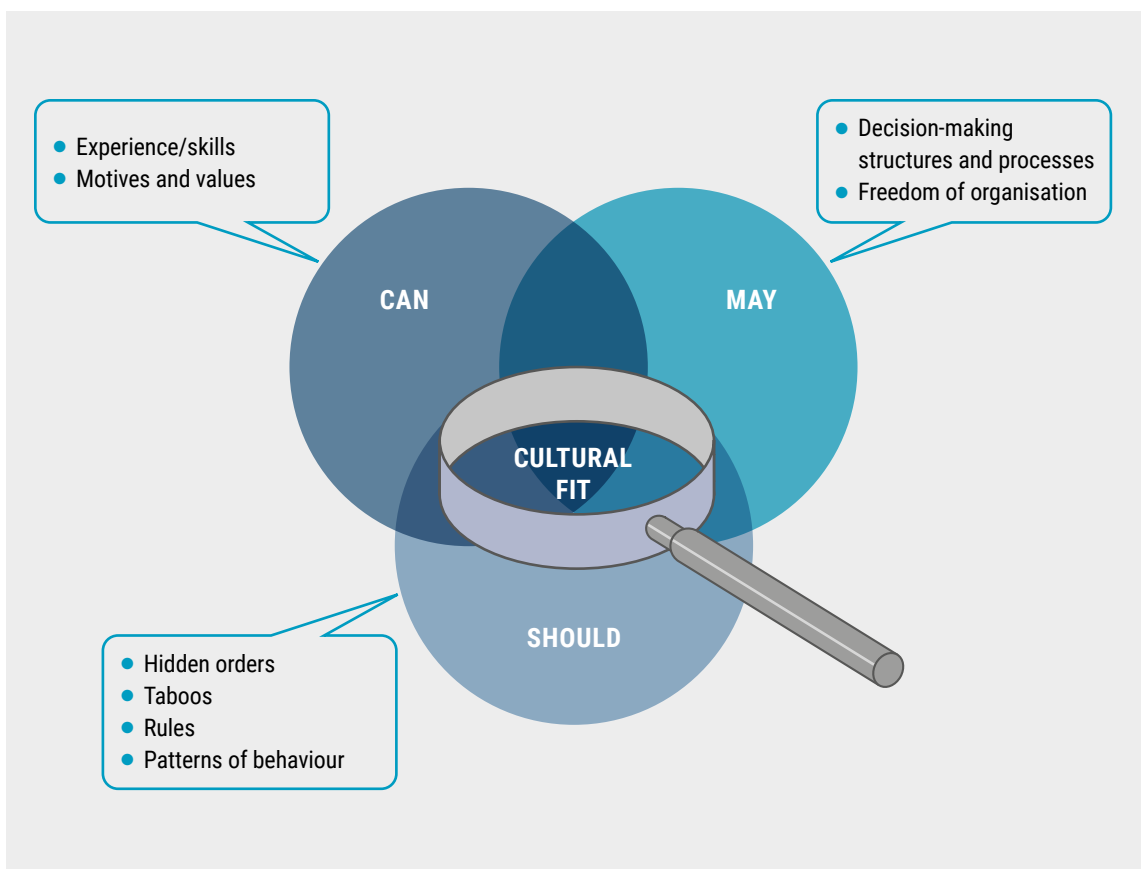 Experience/skills
Motives and values
Decision-making
structures and processes
Freedom of organisation
CAN
MAY
CULTURAL
FIT
SHOULD
Hidden orders
Taboos
Rules
Patterns of behaviour